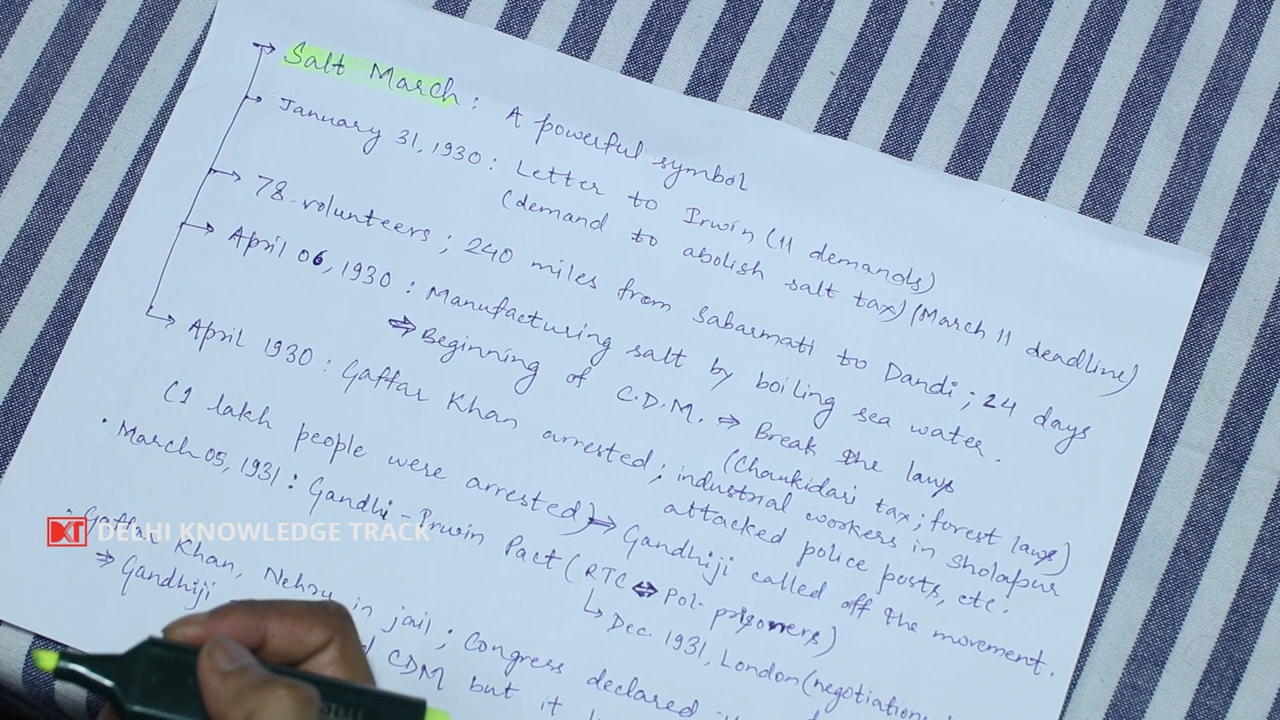 → Salt March : A powerful symbol
→ January 31, 1930 : Letter to Irwin (11 demands)
(demand to abolish salt tax) (March 11 deadline)
→ 78 volunteers ; 240 miles from Sabarmati to Dandi ; 24 days
→ April 06, 1930 : Manufacturing salt by boiling sea water.
⇒ Beginning of C.D.M. ⇒ Break the laws
(Chaukidari tax ; forest laws)
→ April 1930 : Gaffar Khan arrested ; industrial workers in Sholapur
attacked police posts, etc.
(1 lakh people were arrested) ⇒ Gandhiji called off the movement.
• March 05, 1931 : Gandhi - Irwin Pact (RTC ⇔ Pol. prisoners)
↳ Dec. 1931, London (negotiations
• Gaffar Khan, Nehru in jail ; Congress declared
⇒ Gandhiji CDM but it
DKT DELHI KNOWLEDGE TRACK